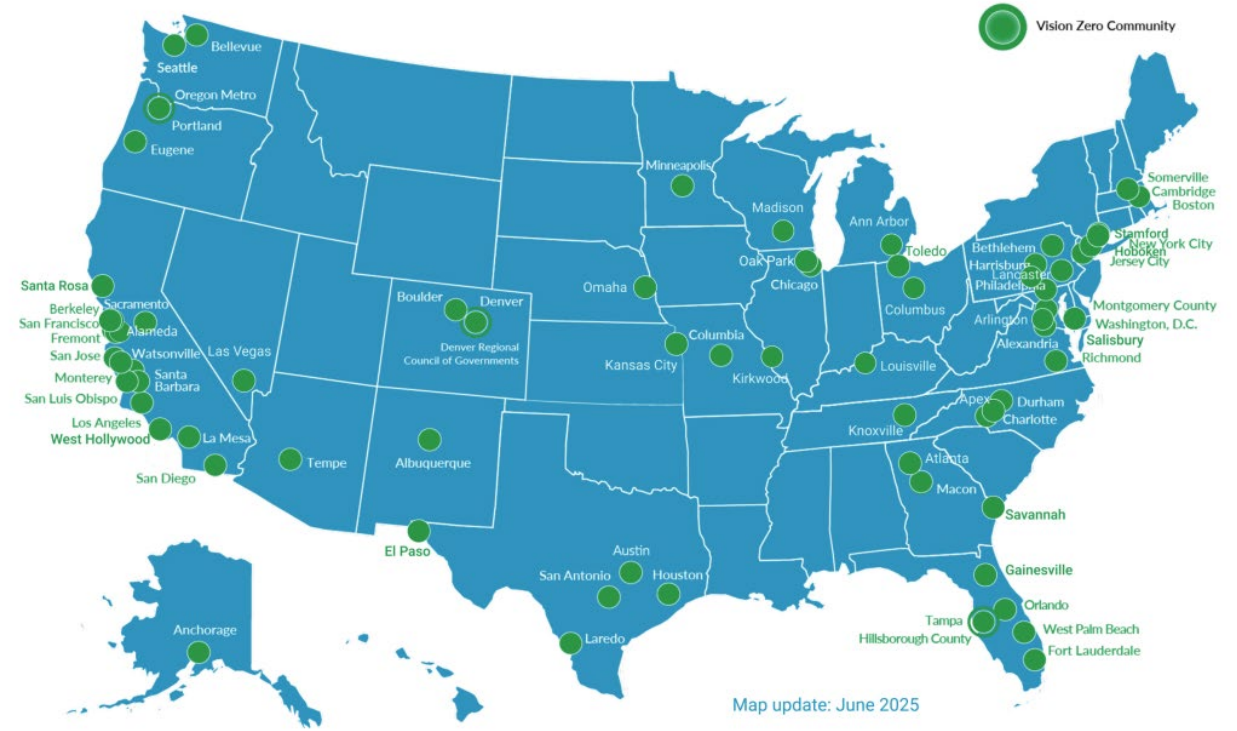 Vision Zero Community
Bellevue
Seattle
Oregon Metro
Portland
Eugene
Minneapolis
Madison
Ann Arbor
Toledo
Oak Park
Chicago
Columbus
Somerville
Cambridge
Boston
Stamford
New York City
Hoboken
Jersey City
Bethlehem
Harrisburg
Lancaster
Philadelphia
Montgomery County
Arlington
Washington, D.C.
Alexandria
Salisbury
Richmond
Santa Rosa
Berkeley
Sacramento
San Francisco
Alameda
Fremont
San Jose
Watsonville
Las Vegas
Monterey
Santa
Barbara
San Luis Obispo
Los Angeles
West Hollywood
La Mesa
San Diego
Boulder
Denver
Denver Regional
Council of Governments
Omaha
Kansas City
Columbia
Kirkwood
Louisville
Knoxville
Apex
Durham
Charlotte
Tempe
Albuquerque
Atlanta
Macon
Savannah
El Paso
Austin
San Antonio
Houston
Laredo
Gainesville
Orlando
Tampa
Hillsborough County
West Palm Beach
Fort Lauderdale
Anchorage
Map update: June 2025